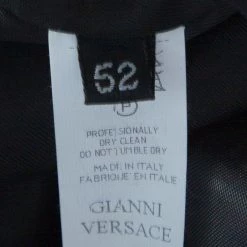 52
P
PROFESSIONALLY
DRY CLEAN
DO NOT TUMBLE DRY
MADE IN ITALY
FABRIQUE EN ITALIE
GIANNI
VERSACE